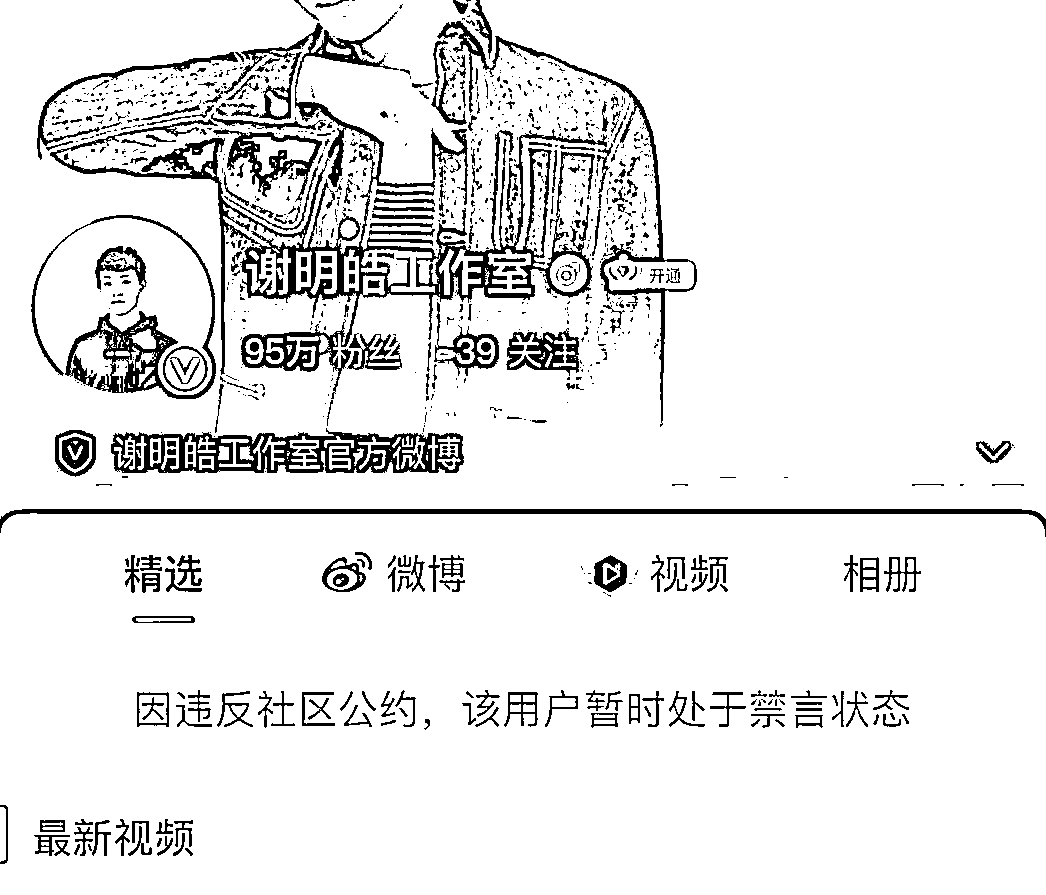 谢明皓工作室 开通
95万 粉丝 39 关注
谢明皓工作室官方微博
精选 微博 视频 相册
因违反社区公约，该用户暂时处于禁言状态
最新视频